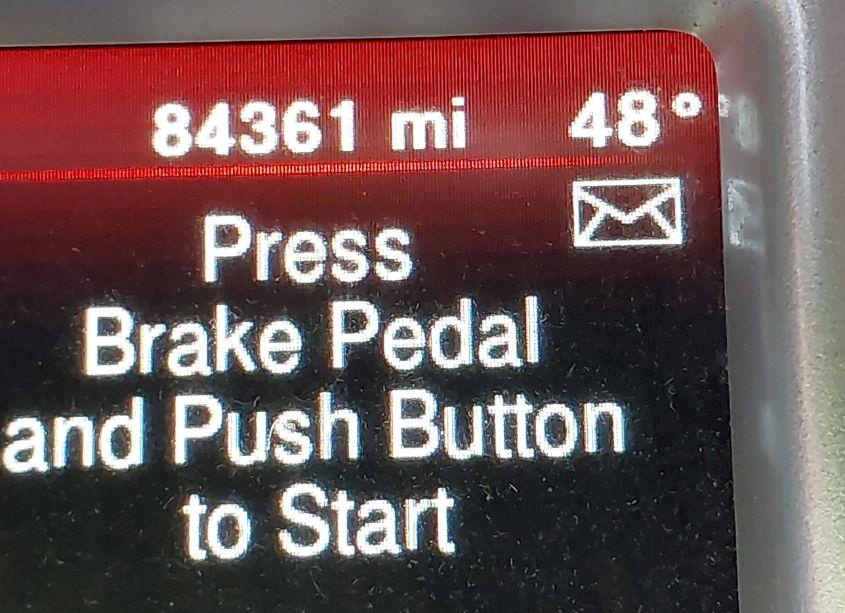 84361 mi 48°
Press
Brake Pedal
and Push Button
to Start